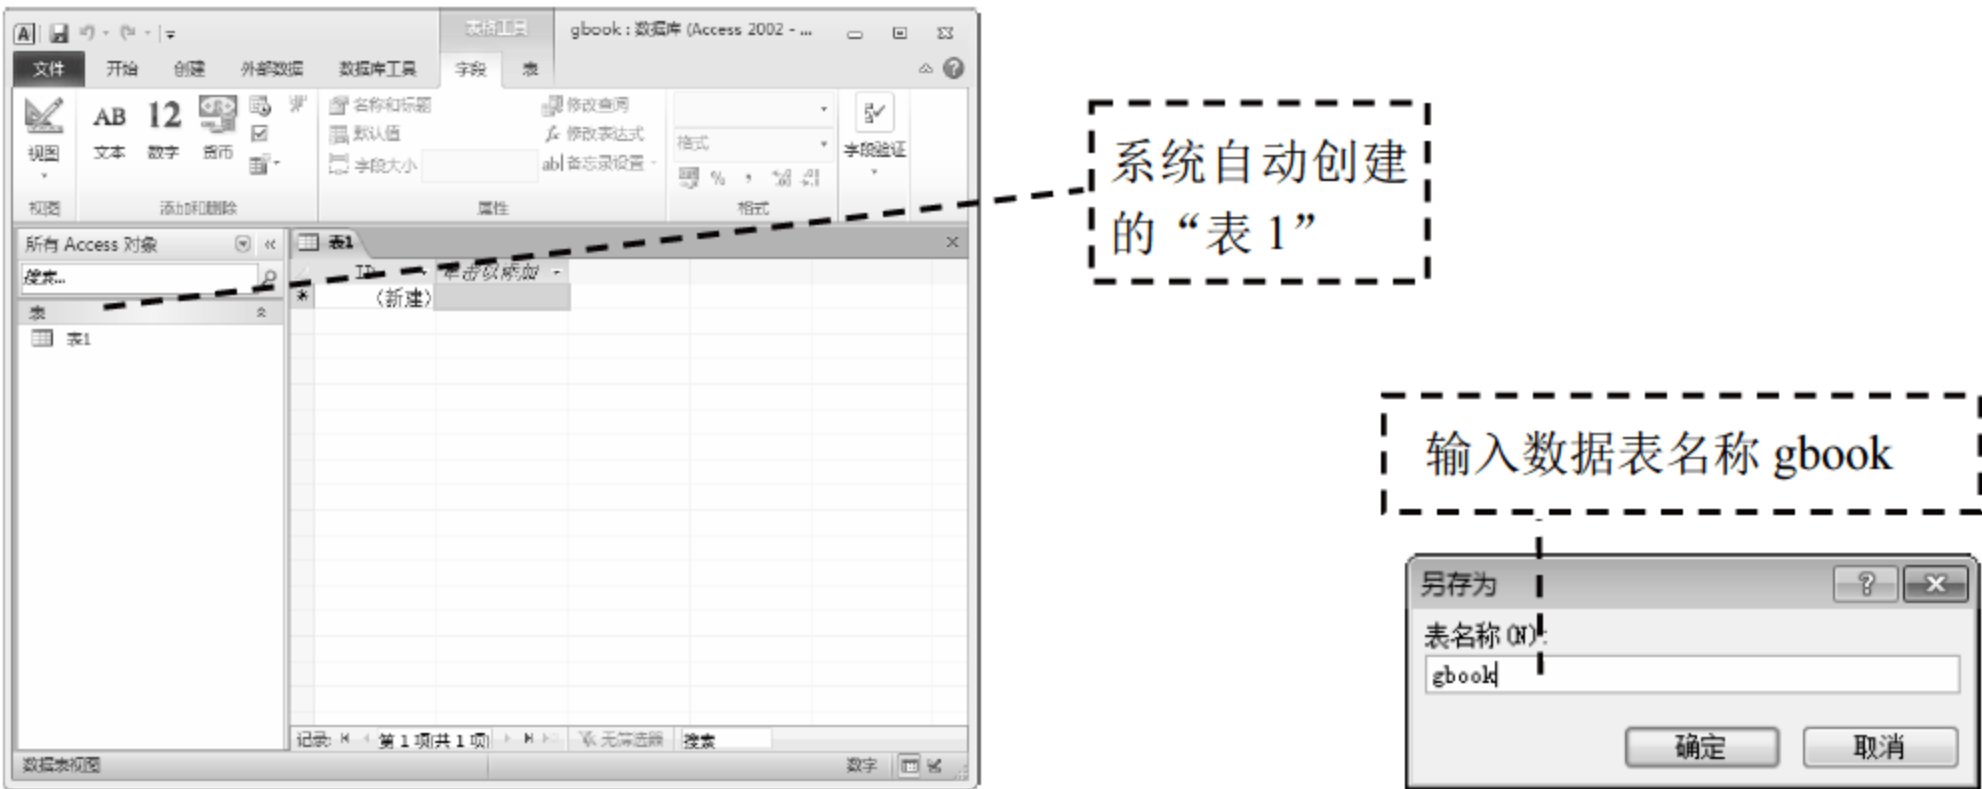 表格工具
gbook : 数据库 (Access 2002 - ...
文件 开始 创建 外部数据 数据库工具 字段 表
视图
AB 文本
12 数字
货币
名称和标题
默认值
字段大小
修改查阅
fx 修改表达式
ab| 备忘录设置
格式
%
字段验证
视图 添加和删除 属性 格式
所有 Access 对象
搜索...
表
表1
表1
ID 单击以添加
* (新建)
记录: 第 1 项(共 1 项) 无筛选器 搜索
数据表视图 数字
系统自动创建
的“表 1”
输入数据表名称 gbook
另存为
表名称(N):
gbook
确定 取消